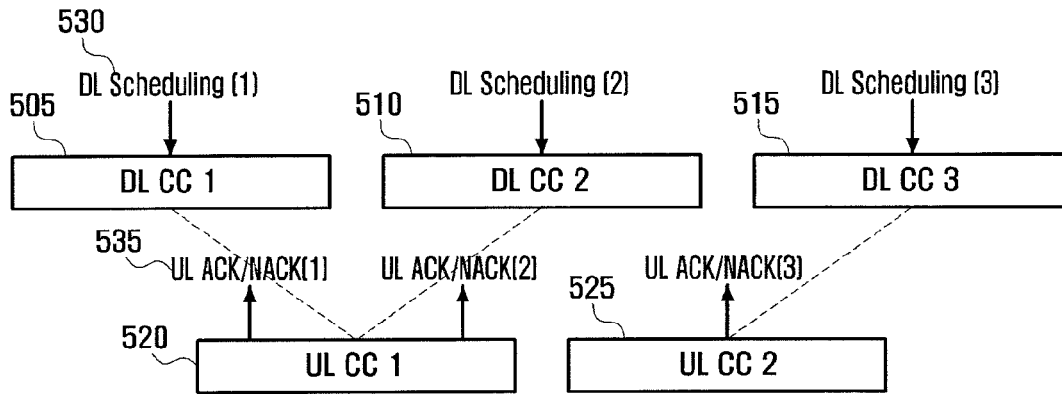 530
DL Scheduling (1)
DL Scheduling (2)
DL Scheduling (3)
505
510
515
DL CC 1
DL CC 2
DL CC 3
535
UL ACK/NACK(1)
UL ACK/NACK(2)
UL ACK/NACK(3)
525
520
UL CC 1
UL CC 2